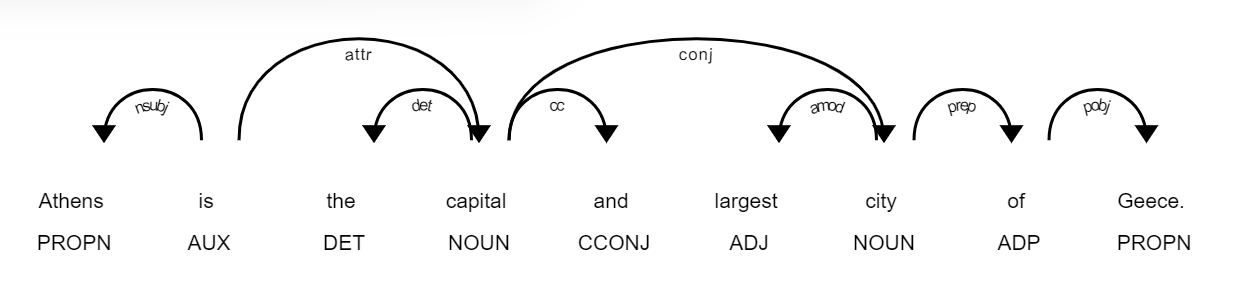 attr conj
nsubj det cc amod prep pobj
Athens is the capital and largest city of Geece.
PROPN AUX DET NOUN CCONJ ADJ NOUN ADP PROPN